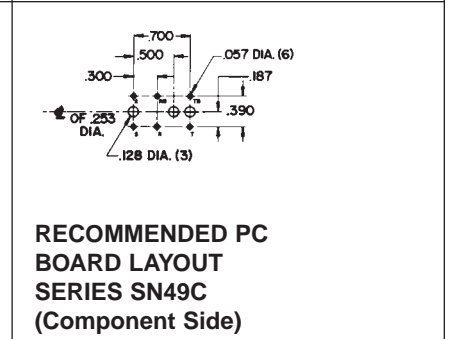 .700
.500
.057 DIA. (6)
.300
.187
.390
OF .253
DIA.
.128 DIA. (3)
RECOMMENDED PC
BOARD LAYOUT
SERIES SN49C
(Component Side)